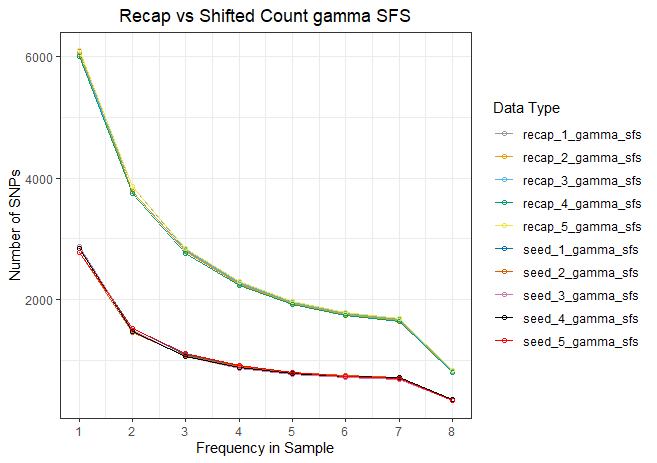 Recap vs Shifted Count gamma SFS
6000
4000
2000
Number of SNPs
1 2 3 4 5 6 7 8
Frequency in Sample
Data Type
recap_1_gamma_sfs
recap_2_gamma_sfs
recap_3_gamma_sfs
recap_4_gamma_sfs
recap_5_gamma_sfs
seed_1_gamma_sfs
seed_2_gamma_sfs
seed_3_gamma_sfs
seed_4_gamma_sfs
seed_5_gamma_sfs